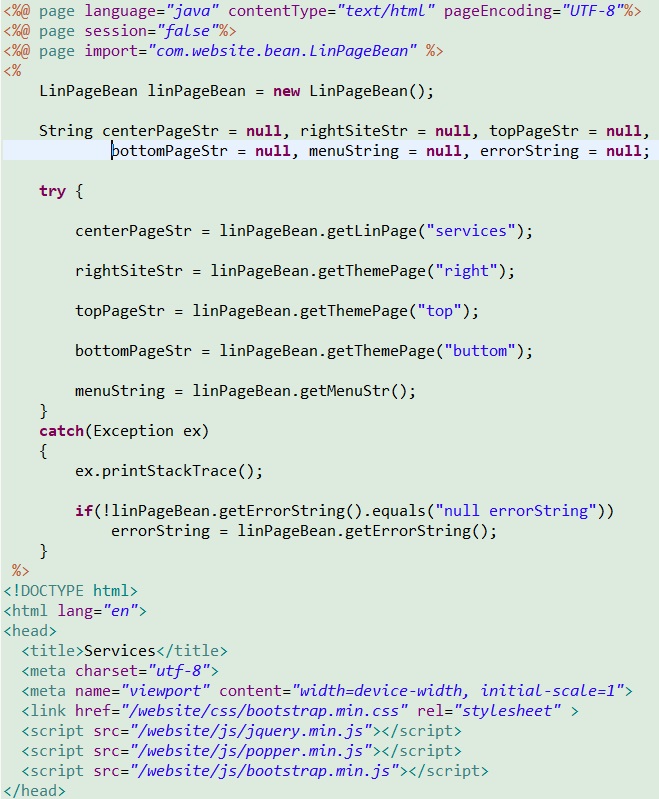 <%@ page language="java" contentType="text/html" pageEncoding="UTF-8"%>
<%@ page session="false"%>
<%@ page import="com.website.bean.LinPageBean" %>
<%
    LinPageBean linPageBean = new LinPageBean();
    String centerPageStr = null, rightSiteStr = null, topPageStr = null,
            bottomPageStr = null, menuString = null, errorString = null;
    try {
        centerPageStr = linPageBean.getLinPage("services");
        rightSiteStr = linPageBean.getThemePage("right");
        topPageStr = linPageBean.getThemePage("top");
        bottomPageStr = linPageBean.getThemePage("buttom");
        menuString = linPageBean.getMenuStr();
    }
    catch(Exception ex)
    {
        ex.printStackTrace();
        if(!linPageBean.getErrorString().equals("null errorString"))
            errorString = linPageBean.getErrorString();
    }
 %>
<!DOCTYPE html>
<html lang="en">
<head>
  <title>Services</title>
  <meta charset="utf-8">
  <meta name="viewport" content="width=device-width, initial-scale=1">
  <link href="/website/css/bootstrap.min.css" rel="stylesheet" >
  <script src="/website/js/jquery.min.js"></script>
  <script src="/website/js/popper.min.js"></script>
  <script src="/website/js/bootstrap.min.js"></script>
</head>